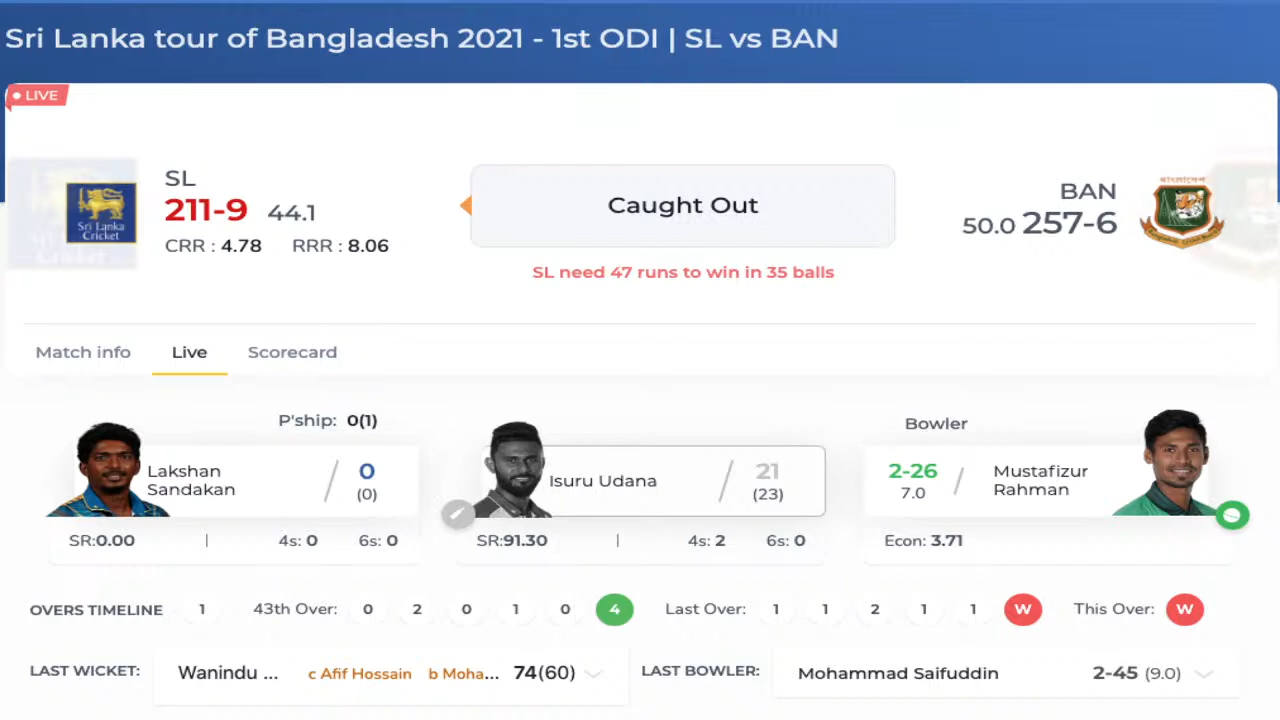 Sri Lanka tour of Bangladesh 2021 - 1st ODI | SL vs BAN
LIVE
SL
211-9 44.1
CRR : 4.78 RRR : 8.06
Sri Lanka
Cricket
Caught Out
SL need 47 runs to win in 35 balls
BAN
50.0 257-6
Match info Live Scorecard
P'ship: 0(1)
Lakshan
Sandakan
0
(0)
SR:0.00 | 4s: 0 6s: 0
Isuru Udana
21
(23)
SR:91.30 | 4s: 2 6s: 0
Bowler
2-26
7.0
Mustafizur
Rahman
Econ: 3.71
OVERS TIMELINE 1 43th Over: 0 2 0 1 0 4 Last Over: 1 1 2 1 1 W This Over: W
LAST WICKET: Wanindu ... c Afif Hossain b Moha... 74(60) LAST BOWLER: Mohammad Saifuddin 2-45 (9.0)